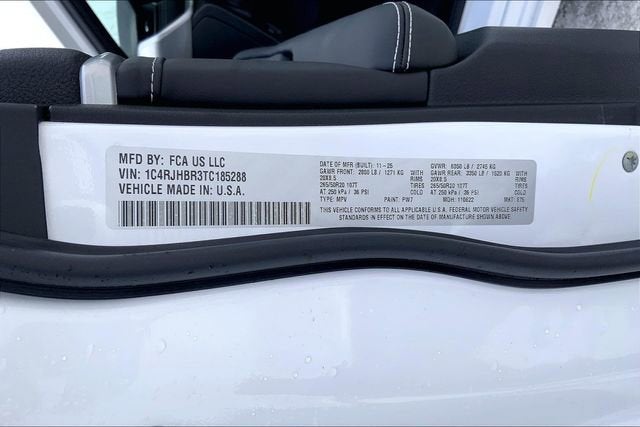 MFD BY: FCA US LLC
VIN: 1C4RJHBR3TC185288
VEHICLE MADE IN U.S.A.
DATE OF MFR (BUILT): 11-25 GVWR: 6050 LB / 2745 KG
GAWR FRONT: 2800 LB / 1271 KG WITH GAWR REAR: 3350 LB / 1520 KG WITH
20X8.5 RIMS 20X8.5 RIMS
265/50R20 107T TIRES 265/50R20 107T TIRES
AT 250 kPa / 36 PSI COLD AT 250 kPa / 36 PSI COLD
TYPE: MPV PAINT: PW7 MDH: 110622 MKT: E75
THIS VEHICLE CONFORMS TO ALL APPLICABLE U.S.A. FEDERAL MOTOR VEHICLE SAFETY
STANDARDS IN EFFECT ON THE DATE OF MANUFACTURE SHOWN ABOVE.